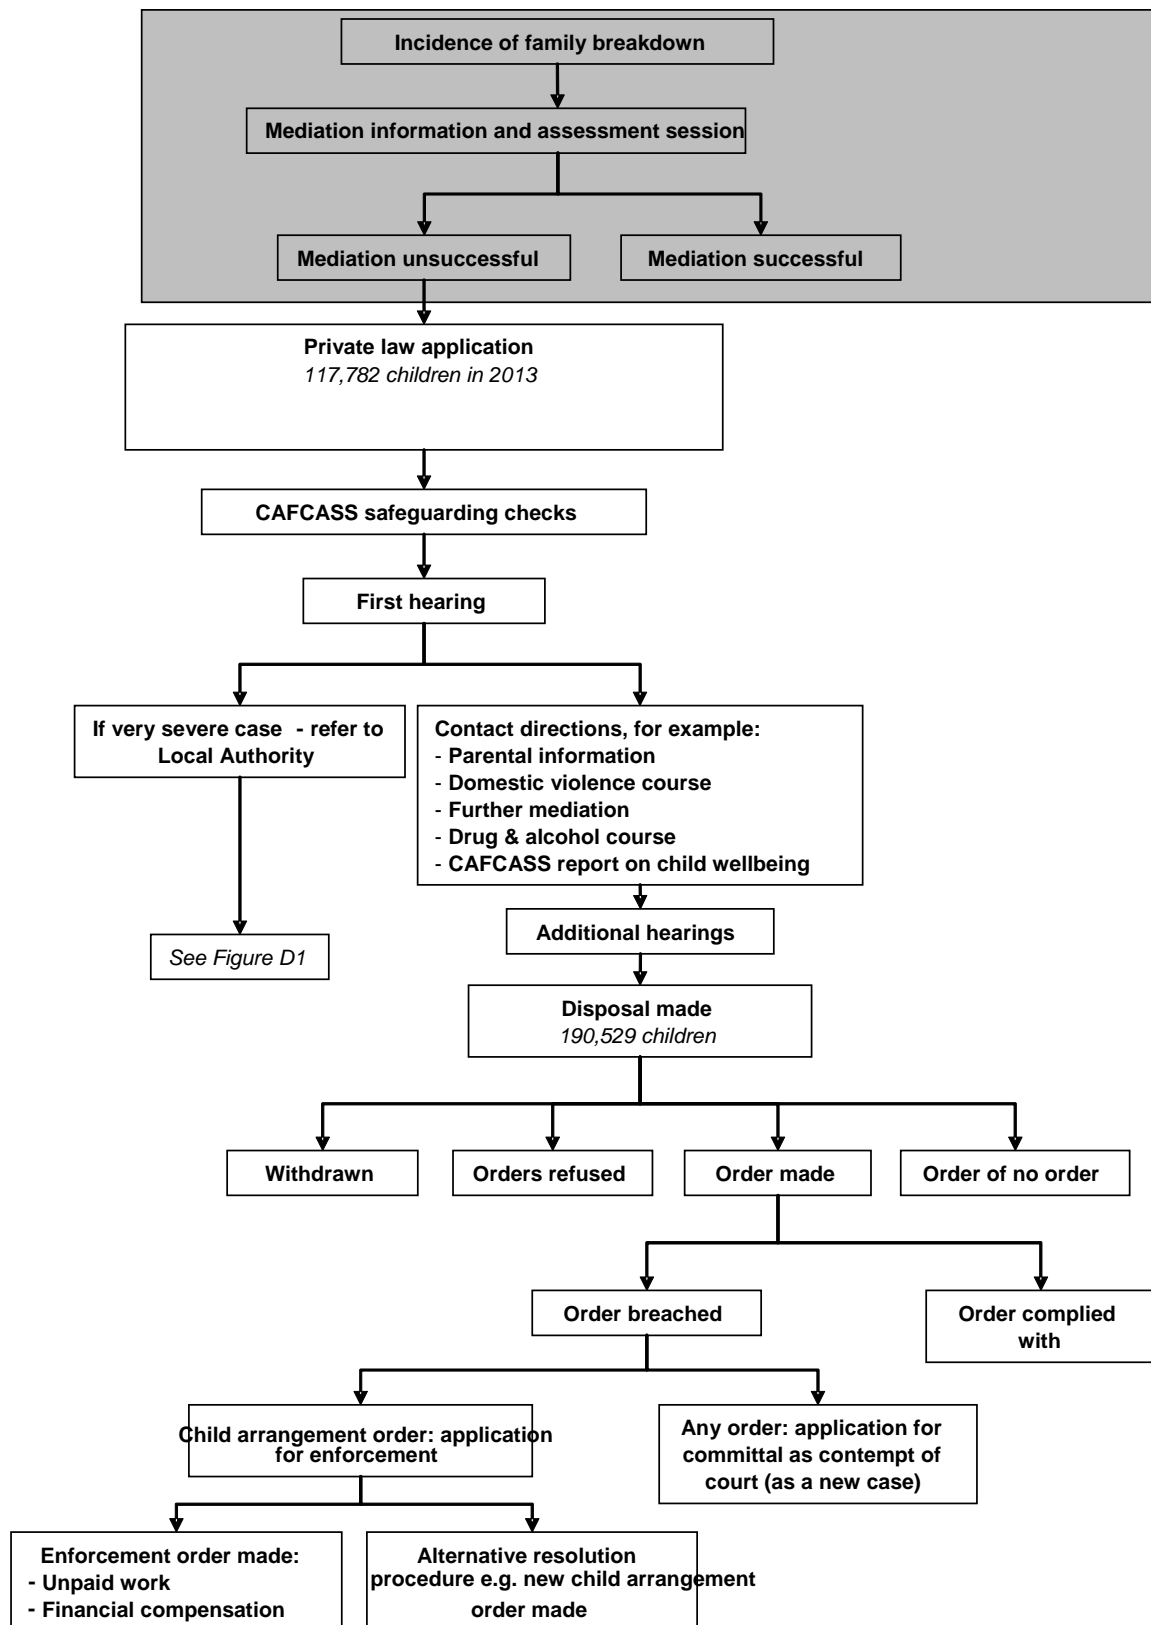 Incidence of family breakdown
Mediation information and assessment session
Mediation unsuccessful
Mediation successful
Private law application
117,782 children in 2013
CAFCASS safeguarding checks
First hearing
If very severe case - refer to
Local Authority
Contact directions, for example:
- Parental information
- Domestic violence course
- Further mediation
- Drug & alcohol course
- CAFCASS report on child wellbeing
See Figure D1
Additional hearings
Disposal made
190,529 children
Withdrawn
Orders refused
Order made
Order of no order
Order breached
Order complied
with
Child arrangement order: application
for enforcement
Any order: application for
committal as contempt of
court (as a new case)
Enforcement order made:
- Unpaid work
- Financial compensation
Alternative resolution
procedure e.g. new child arrangement
order made